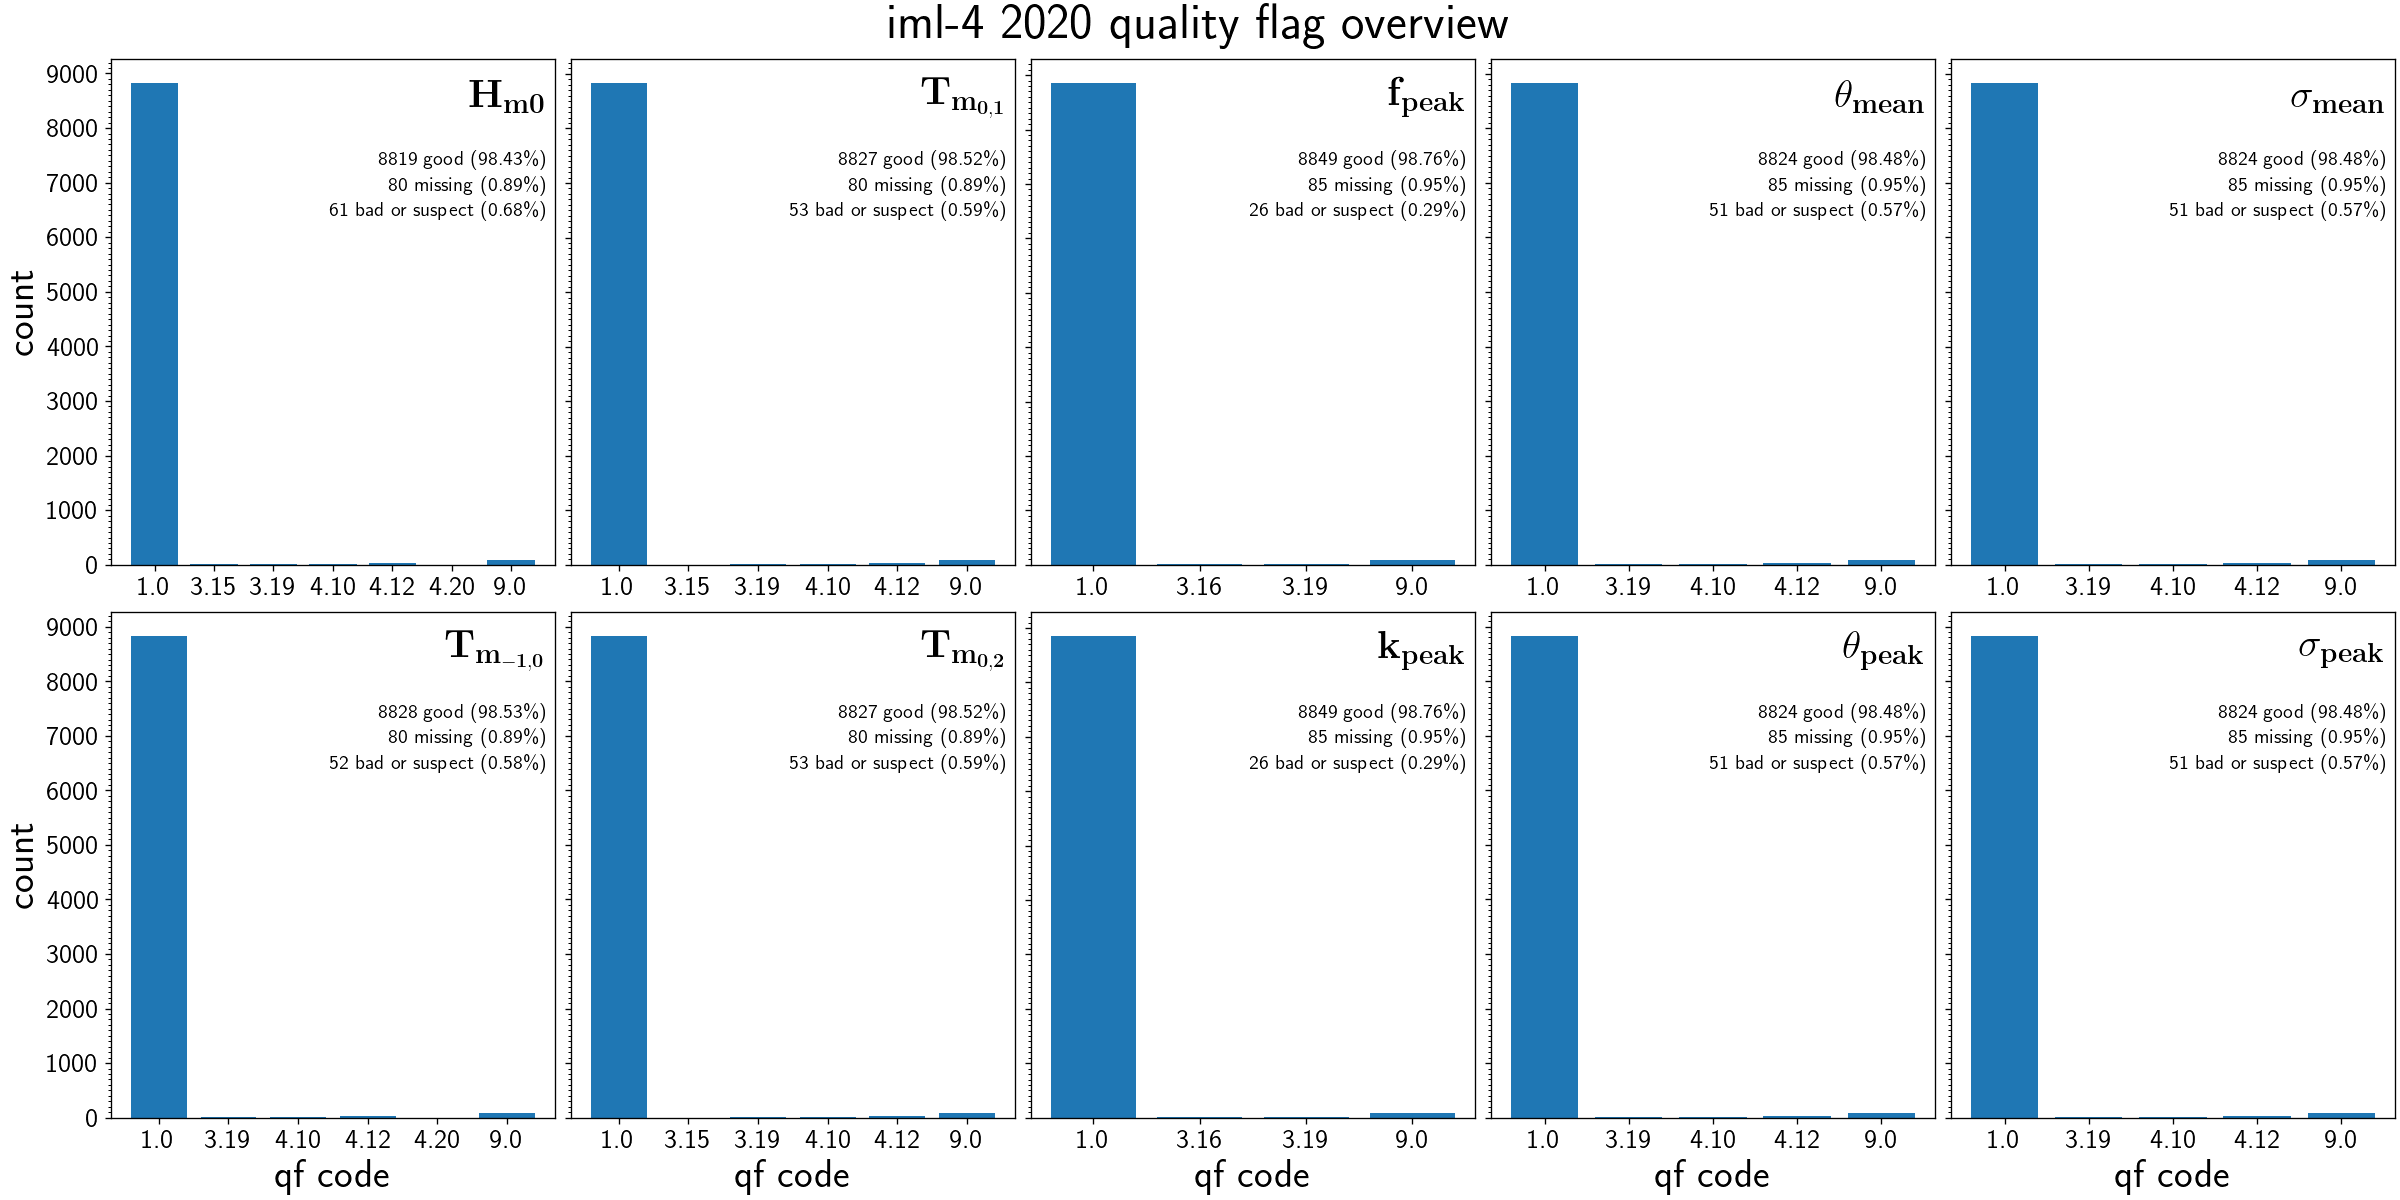 iml-4 2020 quality flag overview
count
9000
8000
7000
6000
5000
4000
3000
2000
1000
0
H_m0
8819 good (98.43%)
80 missing (0.89%)
61 bad or suspect (0.68%)
1.0 3.15 3.19 4.10 4.12 4.20 9.0
T_m0,1
8827 good (98.52%)
80 missing (0.89%)
53 bad or suspect (0.59%)
1.0 3.15 3.19 4.10 4.12 9.0
f_peak
8849 good (98.76%)
85 missing (0.95%)
26 bad or suspect (0.29%)
1.0 3.16 3.19 9.0
θ_mean
8824 good (98.48%)
85 missing (0.95%)
51 bad or suspect (0.57%)
1.0 3.19 4.10 4.12 9.0
σ_mean
8824 good (98.48%)
85 missing (0.95%)
51 bad or suspect (0.57%)
1.0 3.19 4.10 4.12 9.0
count
9000
8000
7000
6000
5000
4000
3000
2000
1000
0
T_m−1,0
8828 good (98.53%)
80 missing (0.89%)
52 bad or suspect (0.58%)
1.0 3.19 4.10 4.12 4.20 9.0
qf code
T_m0,2
8827 good (98.52%)
80 missing (0.89%)
53 bad or suspect (0.59%)
1.0 3.15 3.19 4.10 4.12 9.0
qf code
k_peak
8849 good (98.76%)
85 missing (0.95%)
26 bad or suspect (0.29%)
1.0 3.16 3.19 9.0
qf code
θ_peak
8824 good (98.48%)
85 missing (0.95%)
51 bad or suspect (0.57%)
1.0 3.19 4.10 4.12 9.0
qf code
σ_peak
8824 good (98.48%)
85 missing (0.95%)
51 bad or suspect (0.57%)
1.0 3.19 4.10 4.12 9.0
qf code